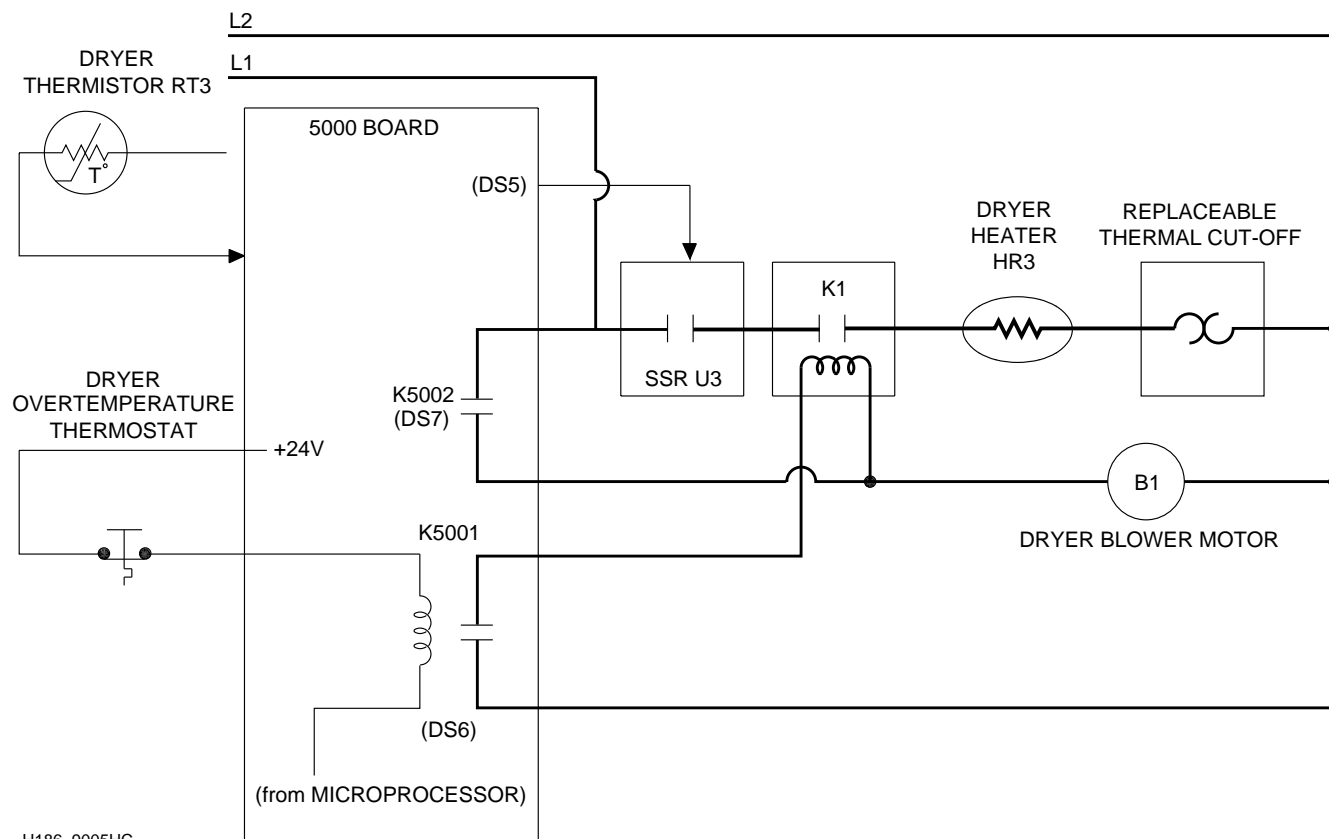 L2
L1
DRYER
THERMISTOR RT3
T°
5000 BOARD
(DS5)
DRYER
HEATER
HR3
REPLACEABLE
THERMAL CUT-OFF
K1
SSR U3
K5002
(DS7)
DRYER
OVERTEMPERATURE
THERMOSTAT
+24V
B1
DRYER BLOWER MOTOR
K5001
(DS6)
(from MICROPROCESSOR)